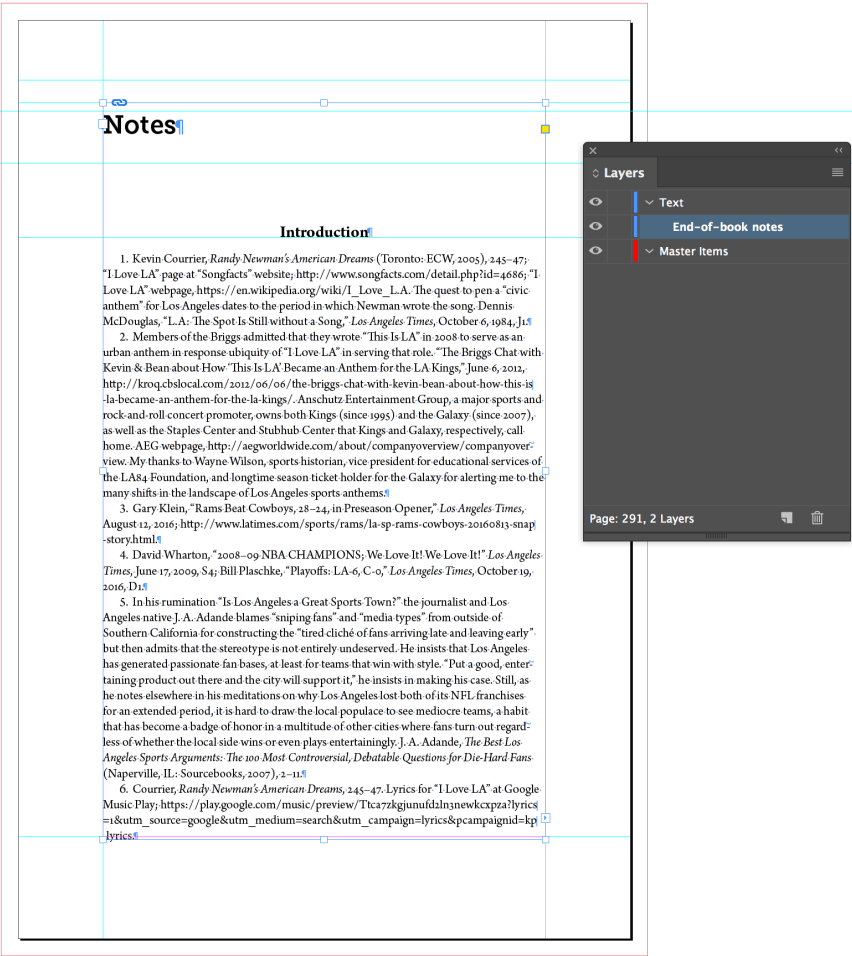 Notes
Introduction
1. Kevin Courrier, Randy Newman's American Dreams (Toronto: ECW, 2005), 245–47;
“I Love LA” page at “Songfacts” website; http://www.songfacts.com/detail.php?id=4686; “I
Love LA” webpage, https://en.wikipedia.org/wiki/I_Love_L.A. The quest to pen a “civic
anthem” for Los Angeles dates to the period in which Newman wrote the song. Dennis
McDouglas, “L.A: The Spot Is Still without a Song,” Los Angeles Times, October 6, 1984, J1.
2. Members of the Briggs admitted that they wrote “This Is LA” in 2008 to serve as an
urban anthem in response ubiquity of “I Love LA” in serving that role. “The Briggs Chat with
Kevin & Bean about How ‘This Is LA’ Became an Anthem for the LA Kings,” June 6, 2012,
http://kroq.cbslocal.com/2012/06/06/the-briggs-chat-with-kevin-bean-about-how-this-is
-la-became-an-anthem-for-the-la-kings/. Anschutz Entertainment Group, a major sports and
rock-and-roll concert promoter, owns both Kings (since 1995) and the Galaxy (since 2007),
as well as the Staples Center and Stubhub Center that Kings and Galaxy, respectively, call
home. AEG webpage, http://aegworldwide.com/about/companyoverview/companyover-
view. My thanks to Wayne Wilson, sports historian, vice president for educational services of
the LA84 Foundation, and longtime season ticket holder for the Galaxy for alerting me to the
many shifts in the landscape of Los Angeles sports anthems.
3. Gary Klein, “Rams Beat Cowboys, 28–24, in Preseason Opener,” Los Angeles Times,
August 12, 2016; http://www.latimes.com/sports/rams/la-sp-rams-cowboys-20160813-snap
-story.html.
4. David Wharton, “2008–09 NBA CHAMPIONS; We Love It! We Love It!” Los Angeles
Times, June 17, 2009, S4; Bill Plaschke, “Playoffs: LA-6, C-0,” Los Angeles Times, October 19,
2016, D1.
5. In his rumination “Is Los Angeles a Great Sports Town?” the journalist and Los
Angeles native J. A. Adande blames “sniping fans” and “media types” from outside of
Southern California for constructing the “tired cliché of fans arriving late and leaving early”
but then admits that the stereotype is not entirely undeserved. He insists that Los Angeles
has generated passionate fan bases, at least for teams that win with style. “Put a good, enter-
taining product out there and the city will support it,” he insists in making his case. Still, as
he notes elsewhere in his meditations on why Los Angeles lost both of its NFL franchises
for an extended period, it is hard to draw the local populace to see mediocre teams, a habit
that has become a badge of honor in a multitude of other cities where fans turn out regard-
less of whether the local side wins or even plays entertainingly. J. A. Adande, The Best Los
Angeles Sports Arguments: The 100 Most Controversial, Debatable Questions for Die-Hard Fans
(Naperville, IL: Sourcebooks, 2007), 2–11.
6. Courrier, Randy Newman's American Dreams, 245–47. Lyrics for “I Love LA” at Google
Music Play; https://play.google.com/music/preview/Ttca7zkgjunufd2ln3newkcxpza?lyrics
=1&utm_source=google&utm_medium=search&utm_campaign=lyrics&pcampaignid=kp
lyrics.
Layers
Text
End-of-book notes
Master Items
Page: 291, 2 Layers